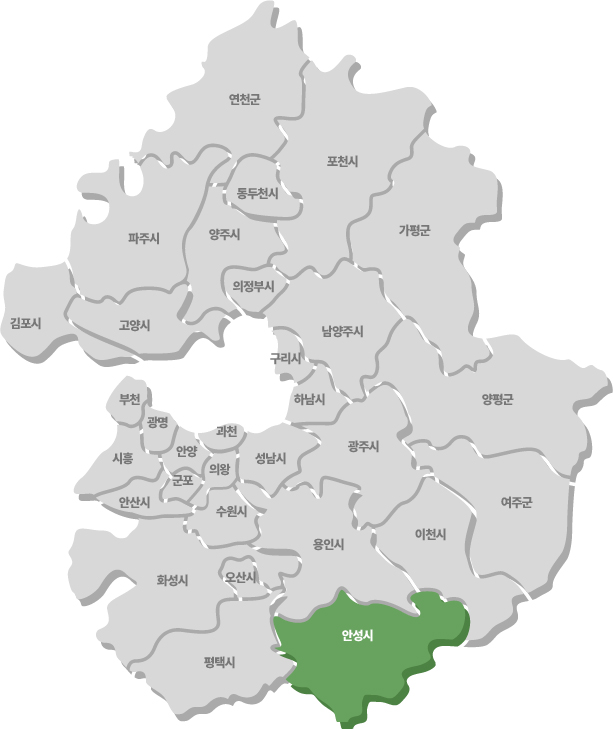 연천군
포천시
동두천시
가평군
양주시
파주시
의정부시
김포시
고양시
남양주시
구리시
부천
하남시
양평군
광명
과천
광주시
안양
시흥
성남시
의왕
군포
안산시
여주군
수원시
이천시
용인시
화성시
오산시
안성시
평택시